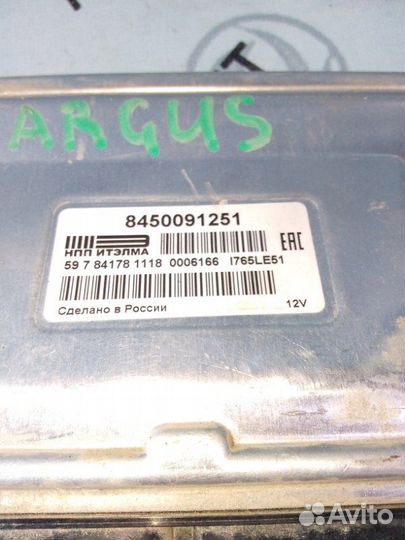 ARGUS
8450091251
НПП ИТЭЛМА
EAC
59 7 84178 1118 0006166 I765LE51
Сделано в России 12V
Avito